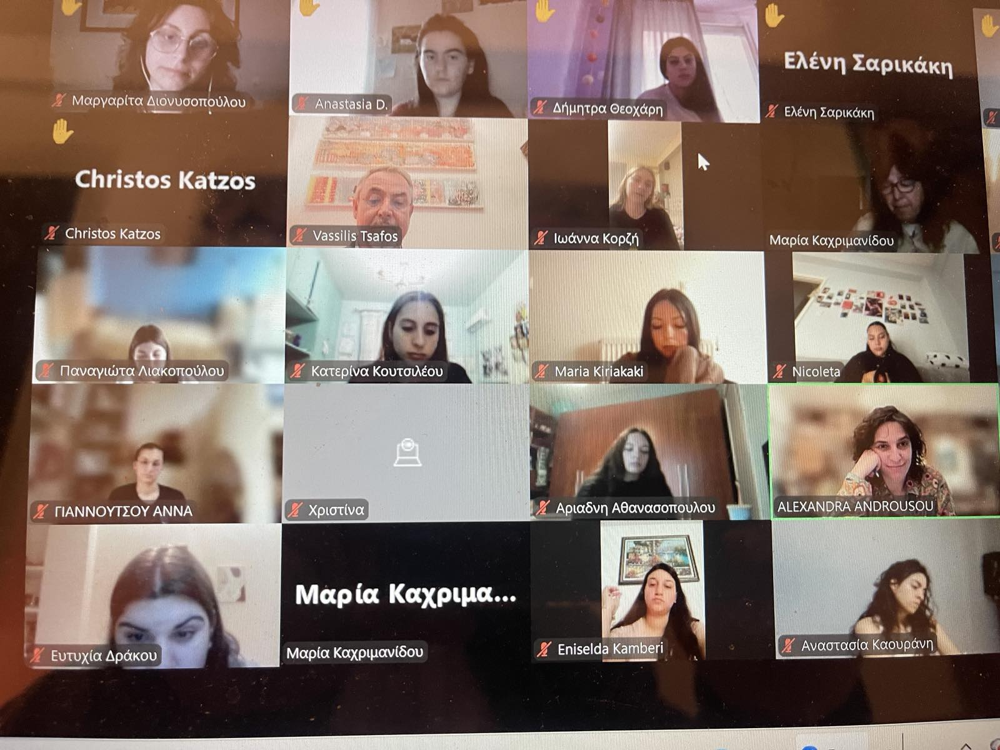 Μαργαρίτα Διονυσοπούλου
Anastasia D.
Δήμητρα Θεοχάρη
Ελένη Σαρικάκη
Ελένη Σαρικάκη
Christos Katzos
Christos Katzos
Vassilis Tsafos
Ιωάννα Κορζή
Μαρία Καχριμανίδου
Παναγιώτα Λιακοπούλου
Κατερίνα Κουτσιλέου
Maria Kiriakaki
Nicoleta
ΓΙΑΝΝΟΥΤΣΟΥ ΑΝΝΑ
Χριστίνα
Αριαδνη Αθανασοπουλου
ALEXANDRA ANDROUSOU
Ευτυχία Δράκου
Μαρία Καχριμα...
Μαρία Καχριμανίδου
Eniselda Kamberi
Αναστασία Καουράνη